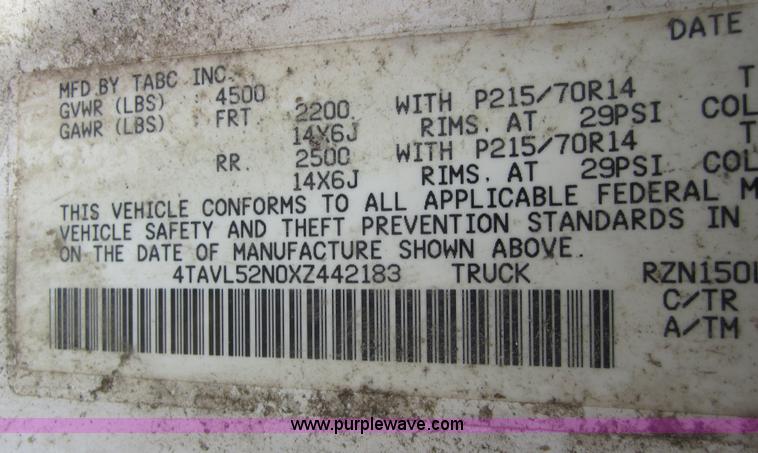 DATE
MFD.BY TABC INC.
GVWR (LBS) 4500
GAWR (LBS) FRT 2200 WITH P215/70R14 T
14X6J RIMS. AT 29PSI COL
RR. 2500 WITH P215/70R14 T
14X6J RIMS. AT 29PSI COL
THIS VEHICLE CONFORMS TO ALL APPLICABLE FEDERAL M
VEHICLE SAFETY AND THEFT PREVENTION STANDARDS IN
ON THE DATE OF MANUFACTURE SHOWN ABOVE.
4TAVL52N0XZ442183 TRUCK RZN150L
C/TR
A/TM
www.purplewave.com